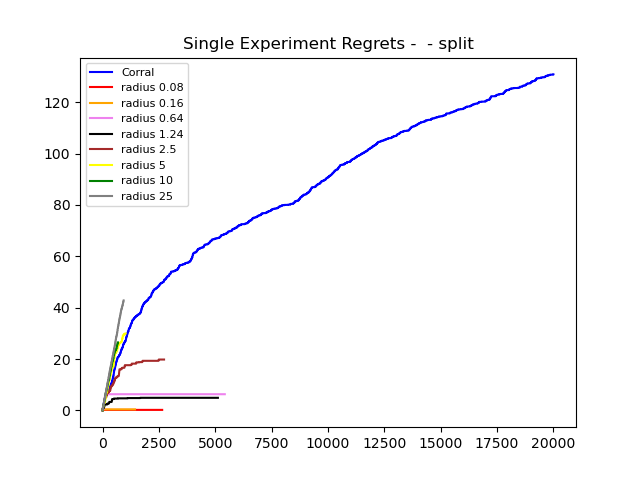 Single Experiment Regrets -  - split
Corral
radius 0.08
radius 0.16
radius 0.64
radius 1.24
radius 2.5
radius 5
radius 10
radius 25
120
100
80
60
40
20
0
0 2500 5000 7500 10000 12500 15000 17500 20000